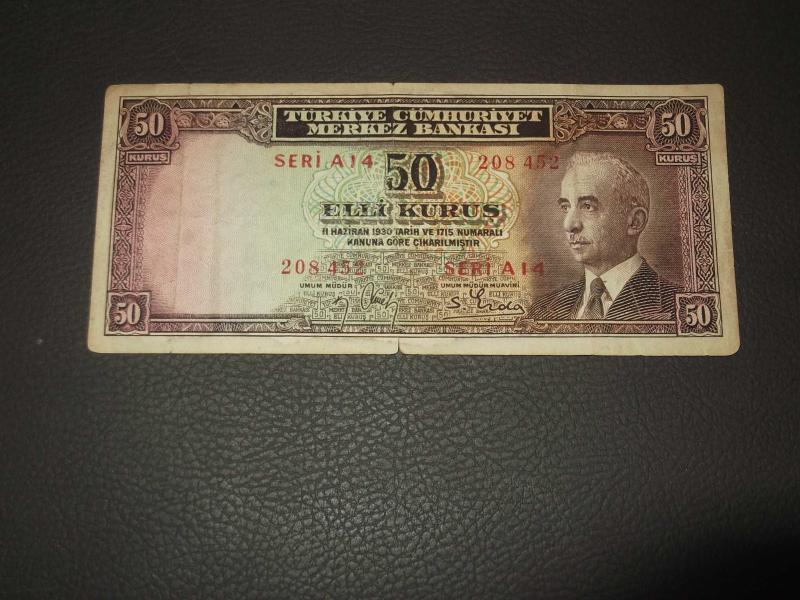 50
KURUŞ
TÜRKİYE CÜMHURİYET
MERKEZ BANKASI
50
KURUŞ
SERİ A14
50
208 452
ELLİ KURUŞ
11 HAZİRAN 1930 TARİH VE 1715 NUMARALI
KANUNA GÖRE ÇIKARILMIŞTIR
208 452
SERİ A14
UMUM MÜDÜR
UMUM MÜDÜR MUAVİNİ
50
50